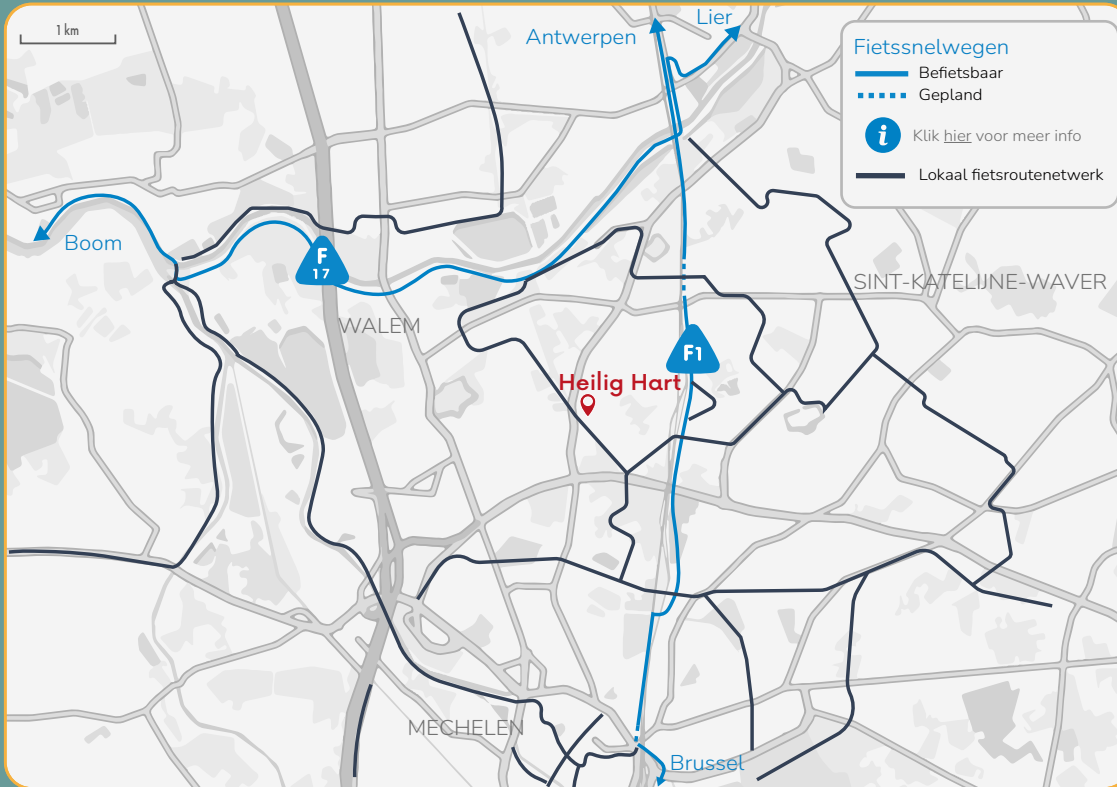 1 km
Lier
Antwerpen
Fietssnelwegen
Befietsbaar
Gepland
i
Klik hier voor meer info
Lokaal fietsroutenetwerk
Boom
F
17
SINT-KATELIJNE-WAVER
WALEM
F1
Heilig Hart
MECHELEN
Brussel